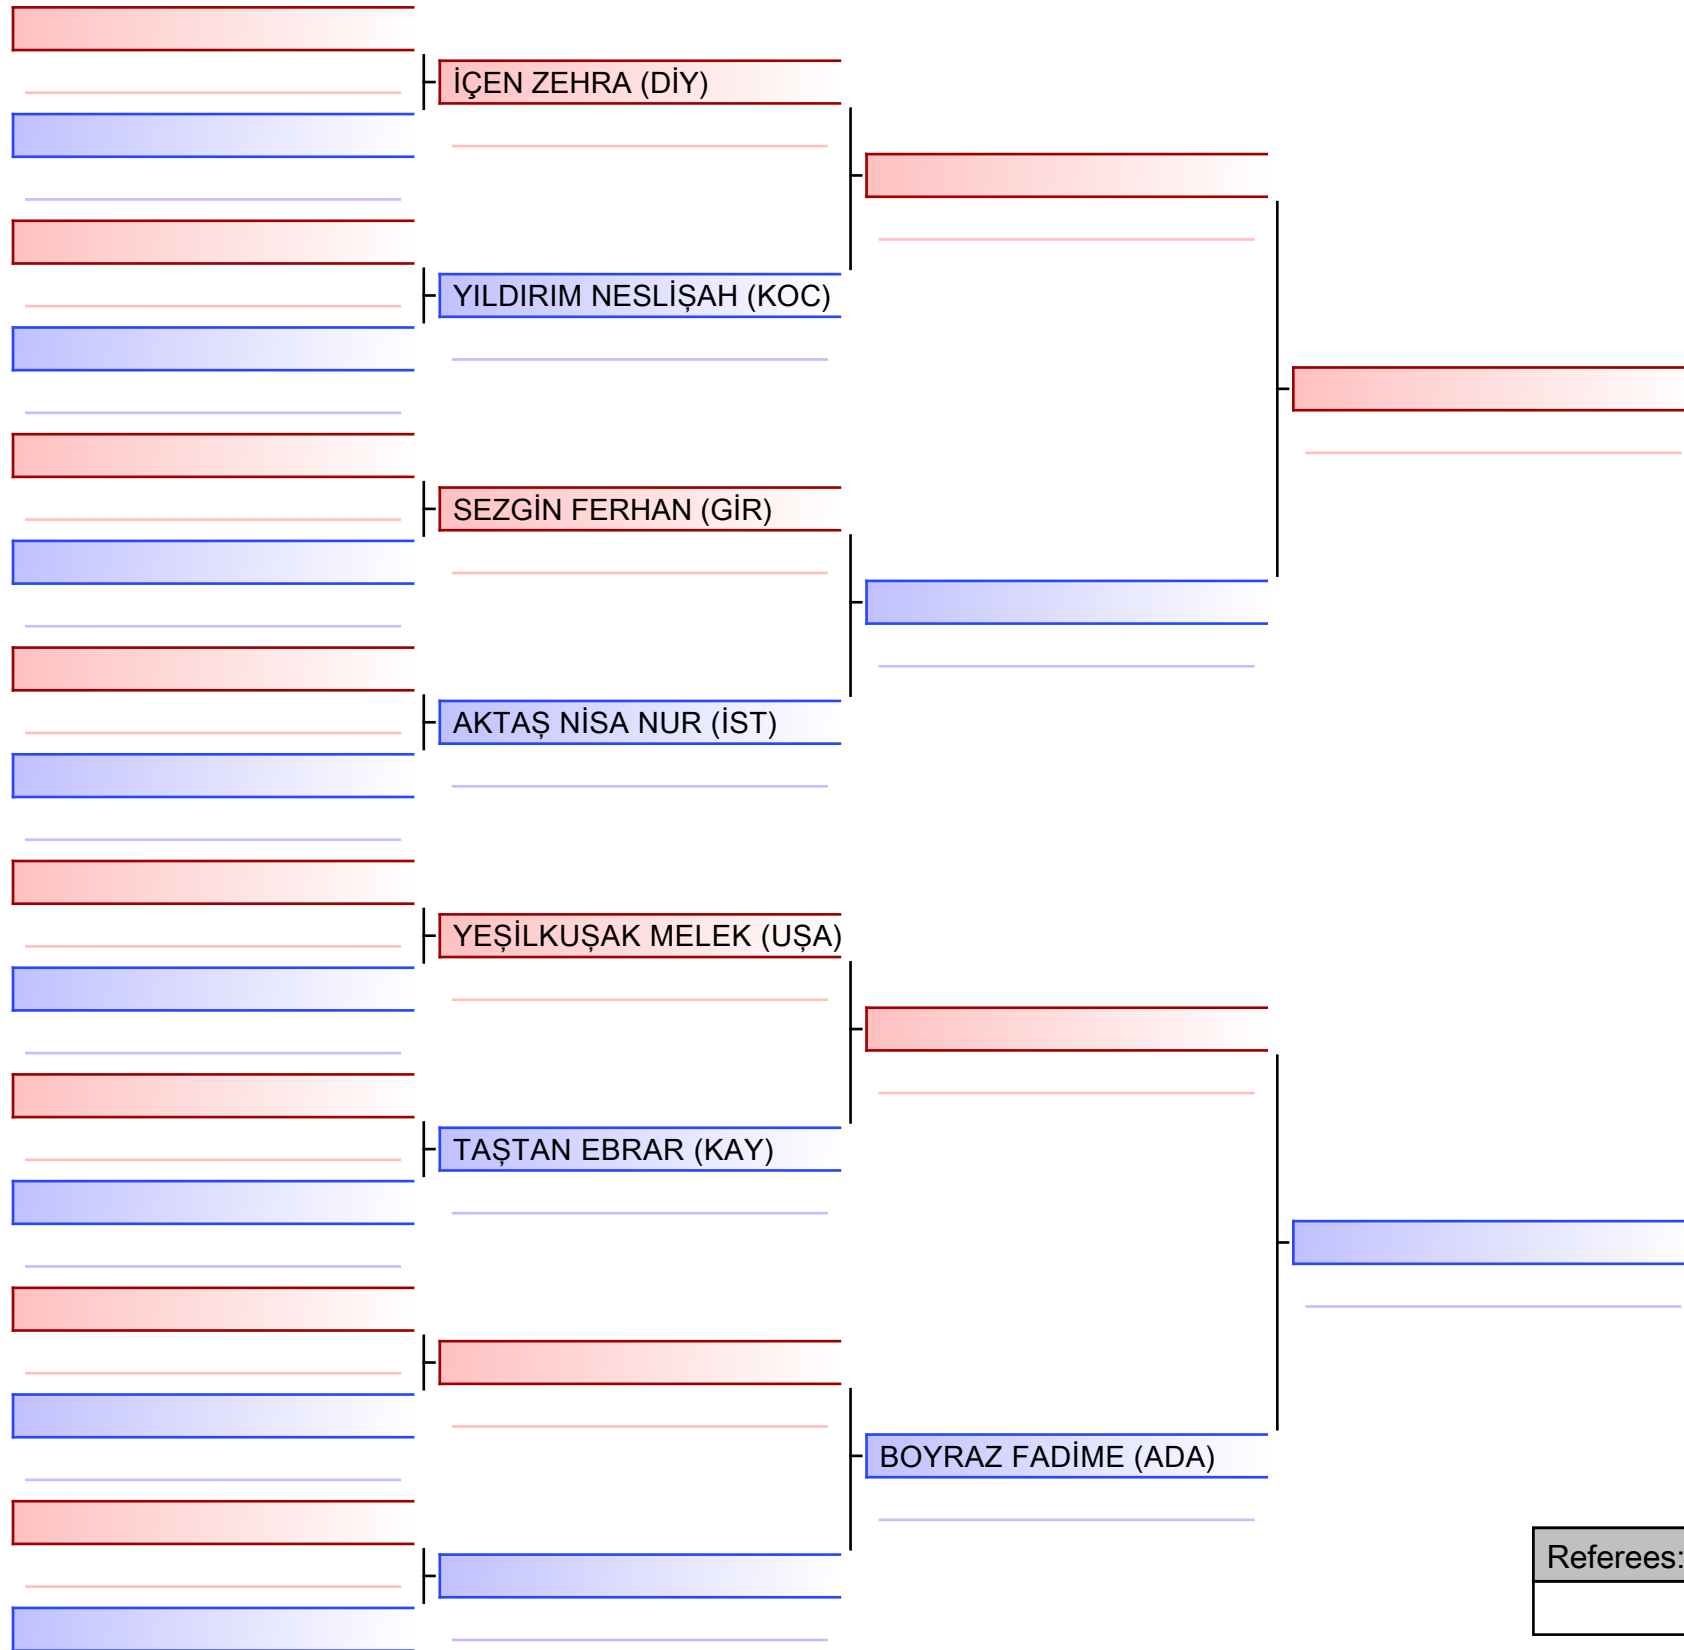 İÇEN ZEHRA (DİY)
YILDIRIM NESLİŞAH (KOC)
SEZGİN FERHAN (GİR)
AKTAŞ NİSA NUR (İST)
YEŞİLKUŞAK MELEK (UŞA)
TAŞTAN EBRAR (KAY)
BOYRAZ FADİME (ADA)
Referees: